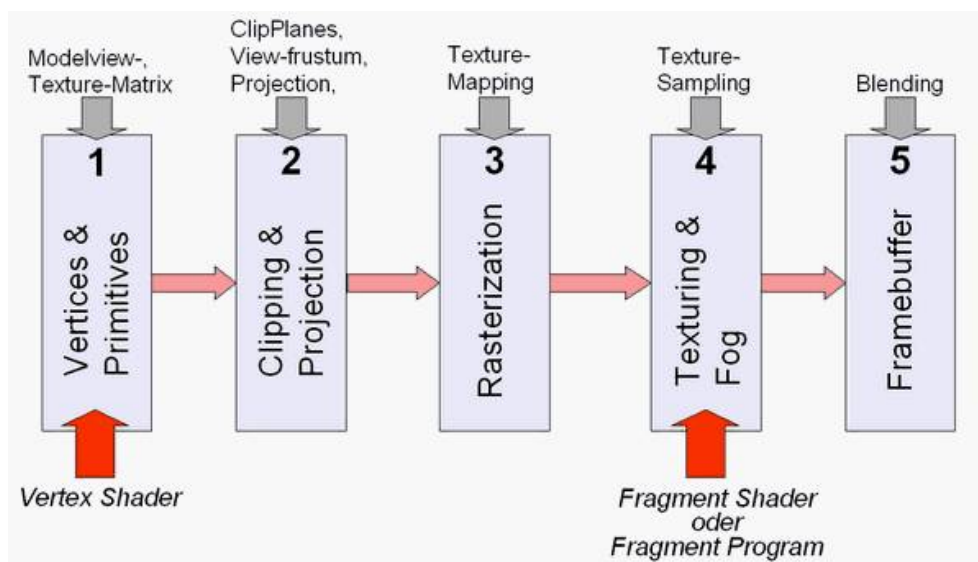 Modelview-,
Texture-Matrix
ClipPlanes,
View-frustum,
Projection,
Texture-
Mapping
Texture-
Sampling
Blending
1
Vertices &
Primitives
2
Clipping &
Projection
3
Rasterization
4
Texturing &
Fog
5
Framebuffer
Vertex Shader
Fragment Shader
oder
Fragment Program